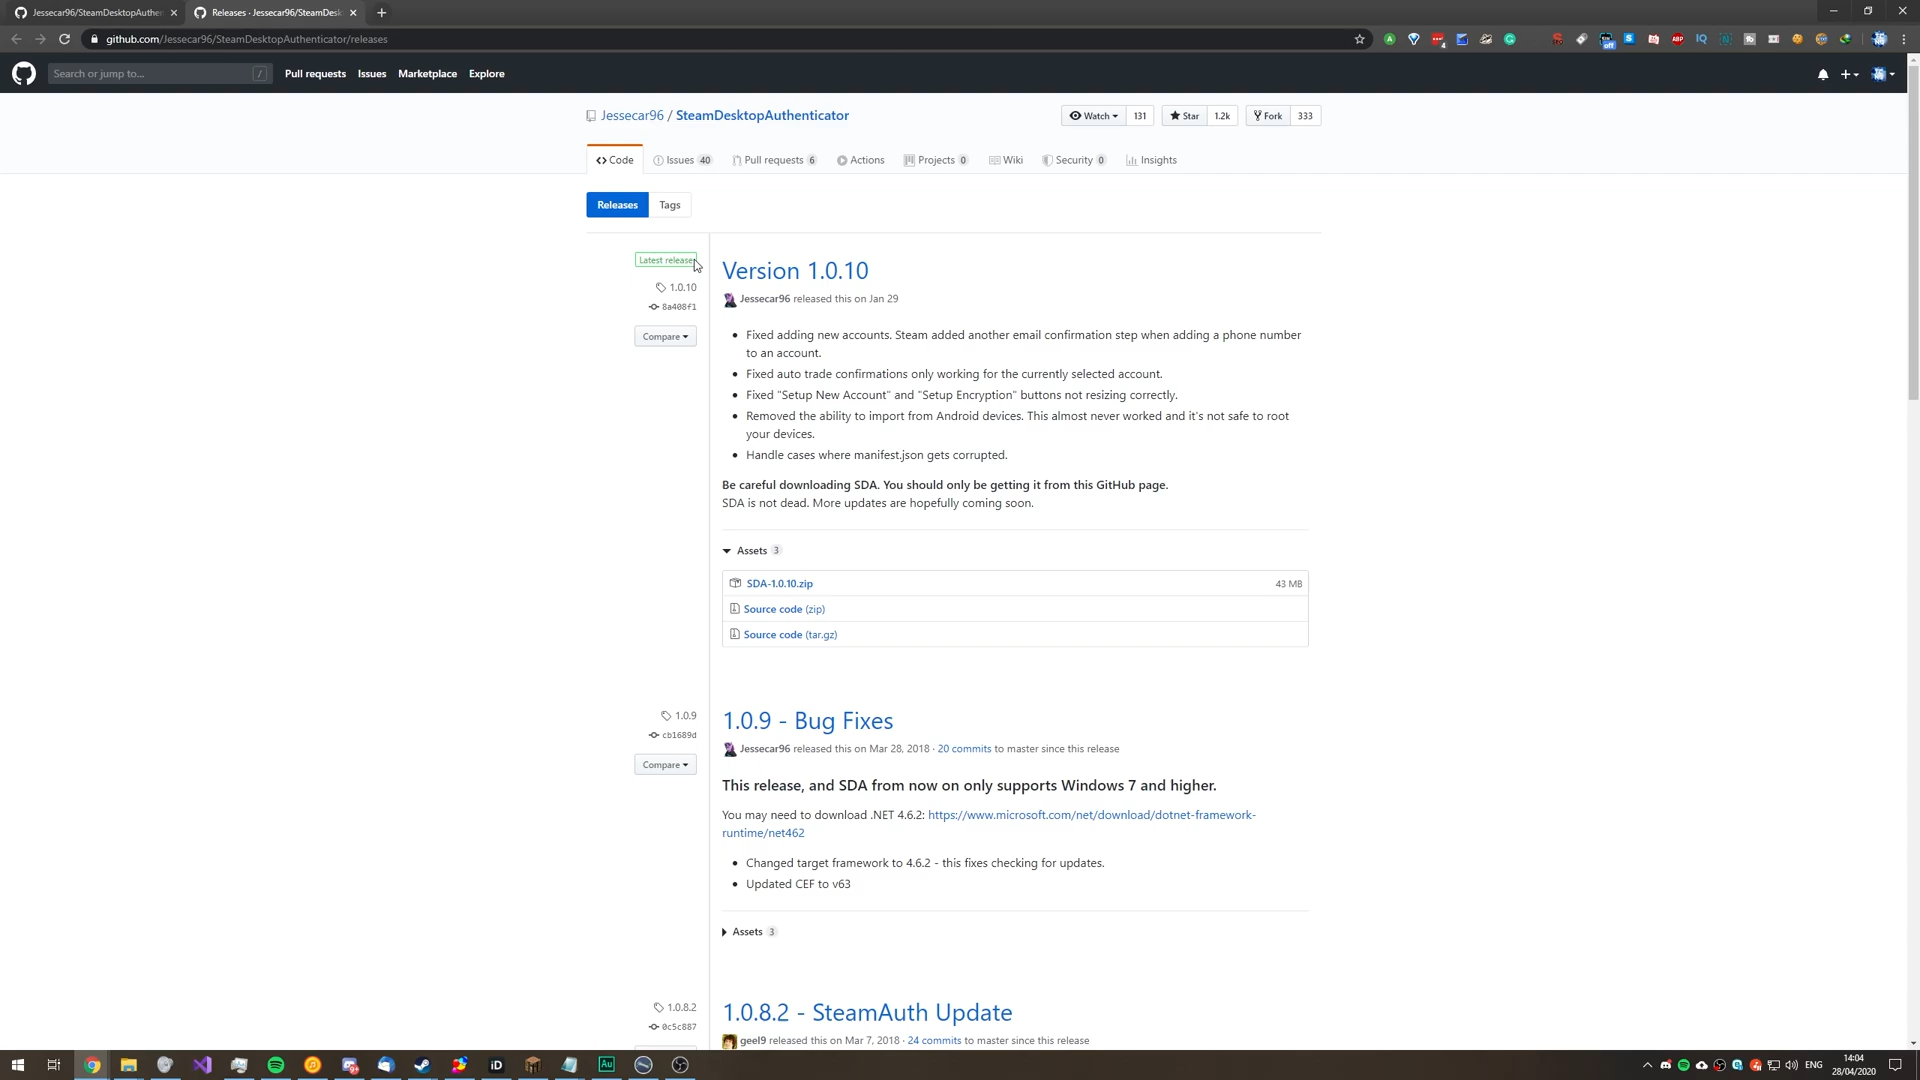 Jessecar96/SteamDesktopAuthen
Releases · Jessecar96/SteamDesk
github.com/Jessecar96/SteamDesktopAuthenticator/releases
Search or jump to...
/
Pull requests
Issues
Marketplace
Explore
Jessecar96 / SteamDesktopAuthenticator
Watch 131
Star 1.2k
Fork 333
Code
Issues 40
Pull requests 6
Actions
Projects 0
Wiki
Security 0
Insights
Releases
Tags
Latest release
1.0.10
8a408f1
Compare
Version 1.0.10
Jessecar96 released this on Jan 29
• Fixed adding new accounts. Steam added another email confirmation step when adding a phone number
to an account.
• Fixed auto trade confirmations only working for the currently selected account.
• Fixed "Setup New Account" and "Setup Encryption" buttons not resizing correctly.
• Removed the ability to import from Android devices. This almost never worked and it's not safe to root
your devices.
• Handle cases where manifest.json gets corrupted.
Be careful downloading SDA. You should only be getting it from this GitHub page.
SDA is not dead. More updates are hopefully coming soon.
Assets 3
SDA-1.0.10.zip 43 MB
Source code (zip)
Source code (tar.gz)
1.0.9
cb1689d
Compare
1.0.9 - Bug Fixes
Jessecar96 released this on Mar 28, 2018 · 20 commits to master since this release
This release, and SDA from now on only supports Windows 7 and higher.
You may need to download .NET 4.6.2: https://www.microsoft.com/net/download/dotnet-framework-
runtime/net462
• Changed target framework to 4.6.2 - this fixes checking for updates.
• Updated CEF to v63
Assets 3
1.0.8.2
0c5c887
1.0.8.2 - SteamAuth Update
geel9 released this on Mar 7, 2018 · 24 commits to master since this release
ENG
14:04
28/04/2020